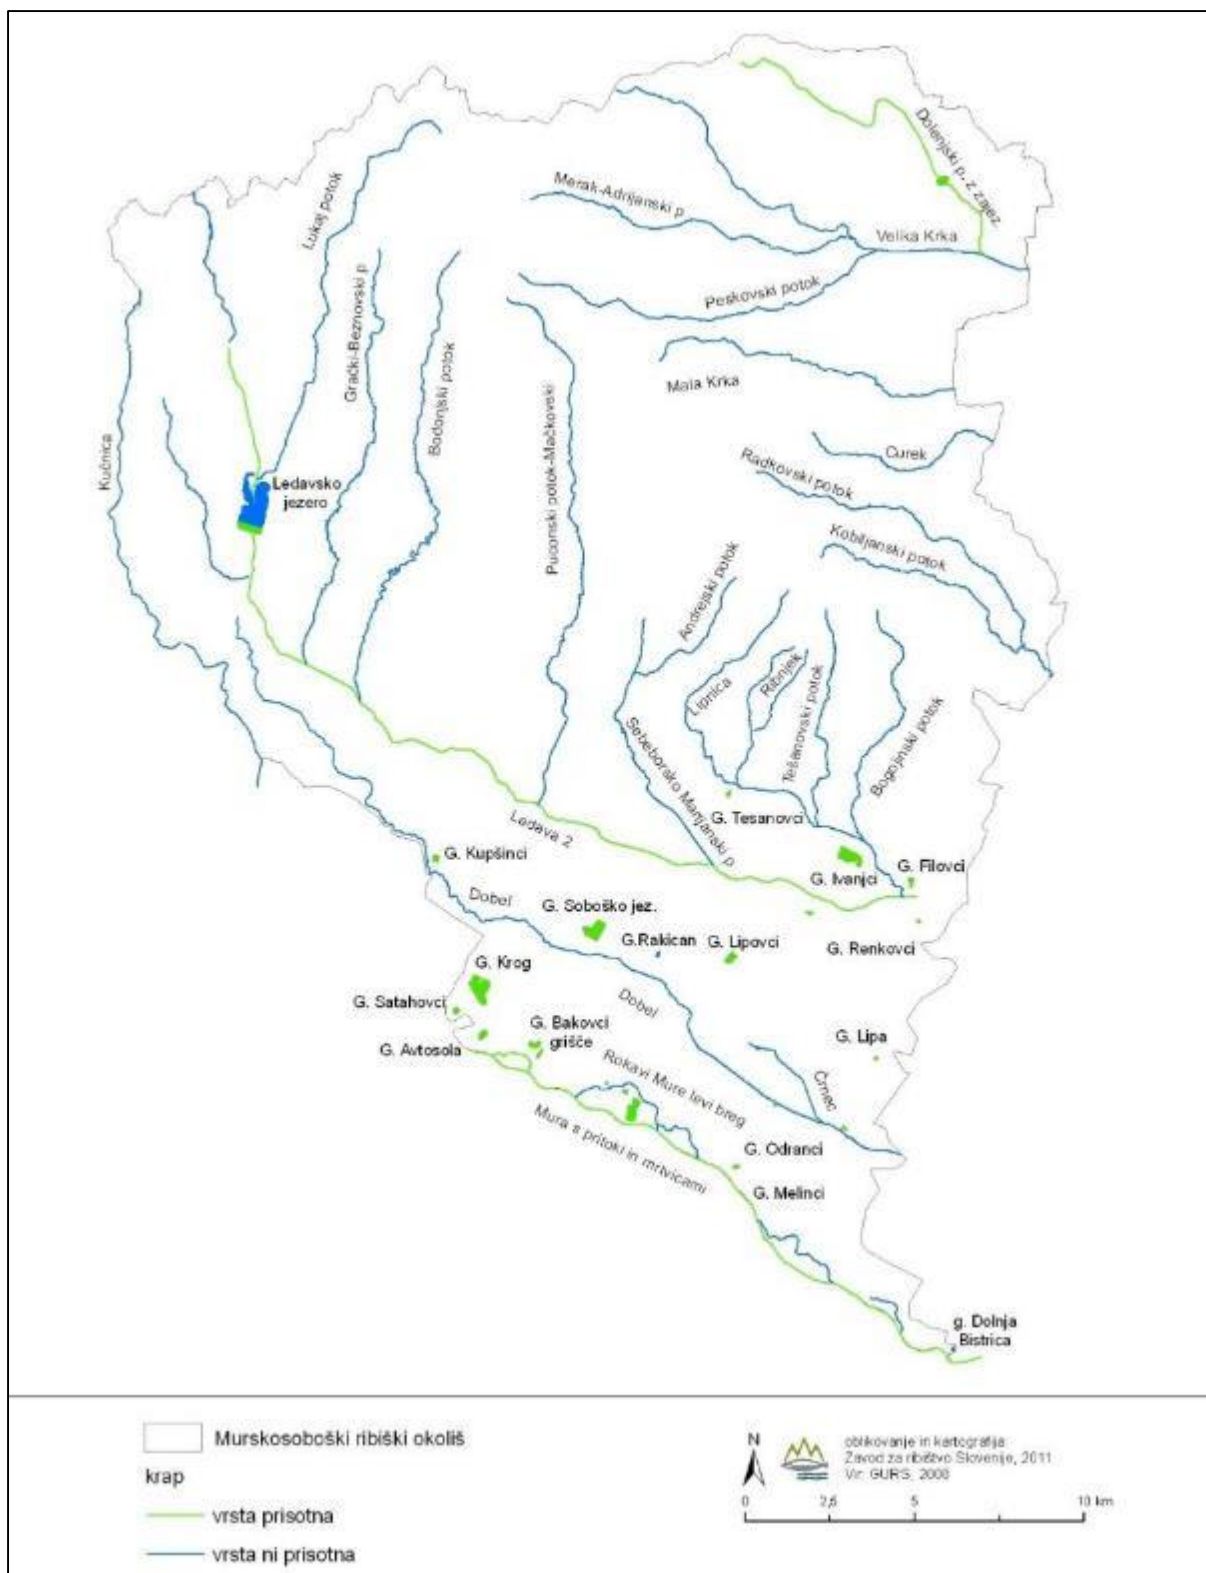 Dolenjski p. z zajez.
Lukaj potok
Merak-Adrijanski p.
Velika Krka
Grački-Beznovski p
Peskovski potok
Bodonjski potok
Mala Krka
Kučnica
Puconski potok-Mačkovski
Curek
Radkovski potok
Ledavsko
jezero
Kobiljanski potok
Andrejski potok
Lipnica
Ribnjek
Tešanovski potok
Bogojinski potok
Sebeborsko Martjanski p.
G. Tesanovci
Ledava 2
G. Kupšinci
G. Ivanjci
G. Filovci
Dobel
G. Soboško jez.
G.Rakican
G. Lipovci
G. Renkovci
G. Krog
G. Satahovci
Dobel
G. Bakovci
grišče
G. Avtosola
G. Lipa
Rokavi Mure levi breg
Črnec
Mura s pritoki in mrtvicami
G. Odranci
G. Melinci
g. Dolnja
Bistrica
Murskosoboški ribiški okoliš
krap
vrsta prisotna
vrsta ni prisotna
N
oblikovanje in kartografija:
Zavod za ribištvo Slovenije, 2011
Vir: GURS, 2008
0 2,5 5 10 km